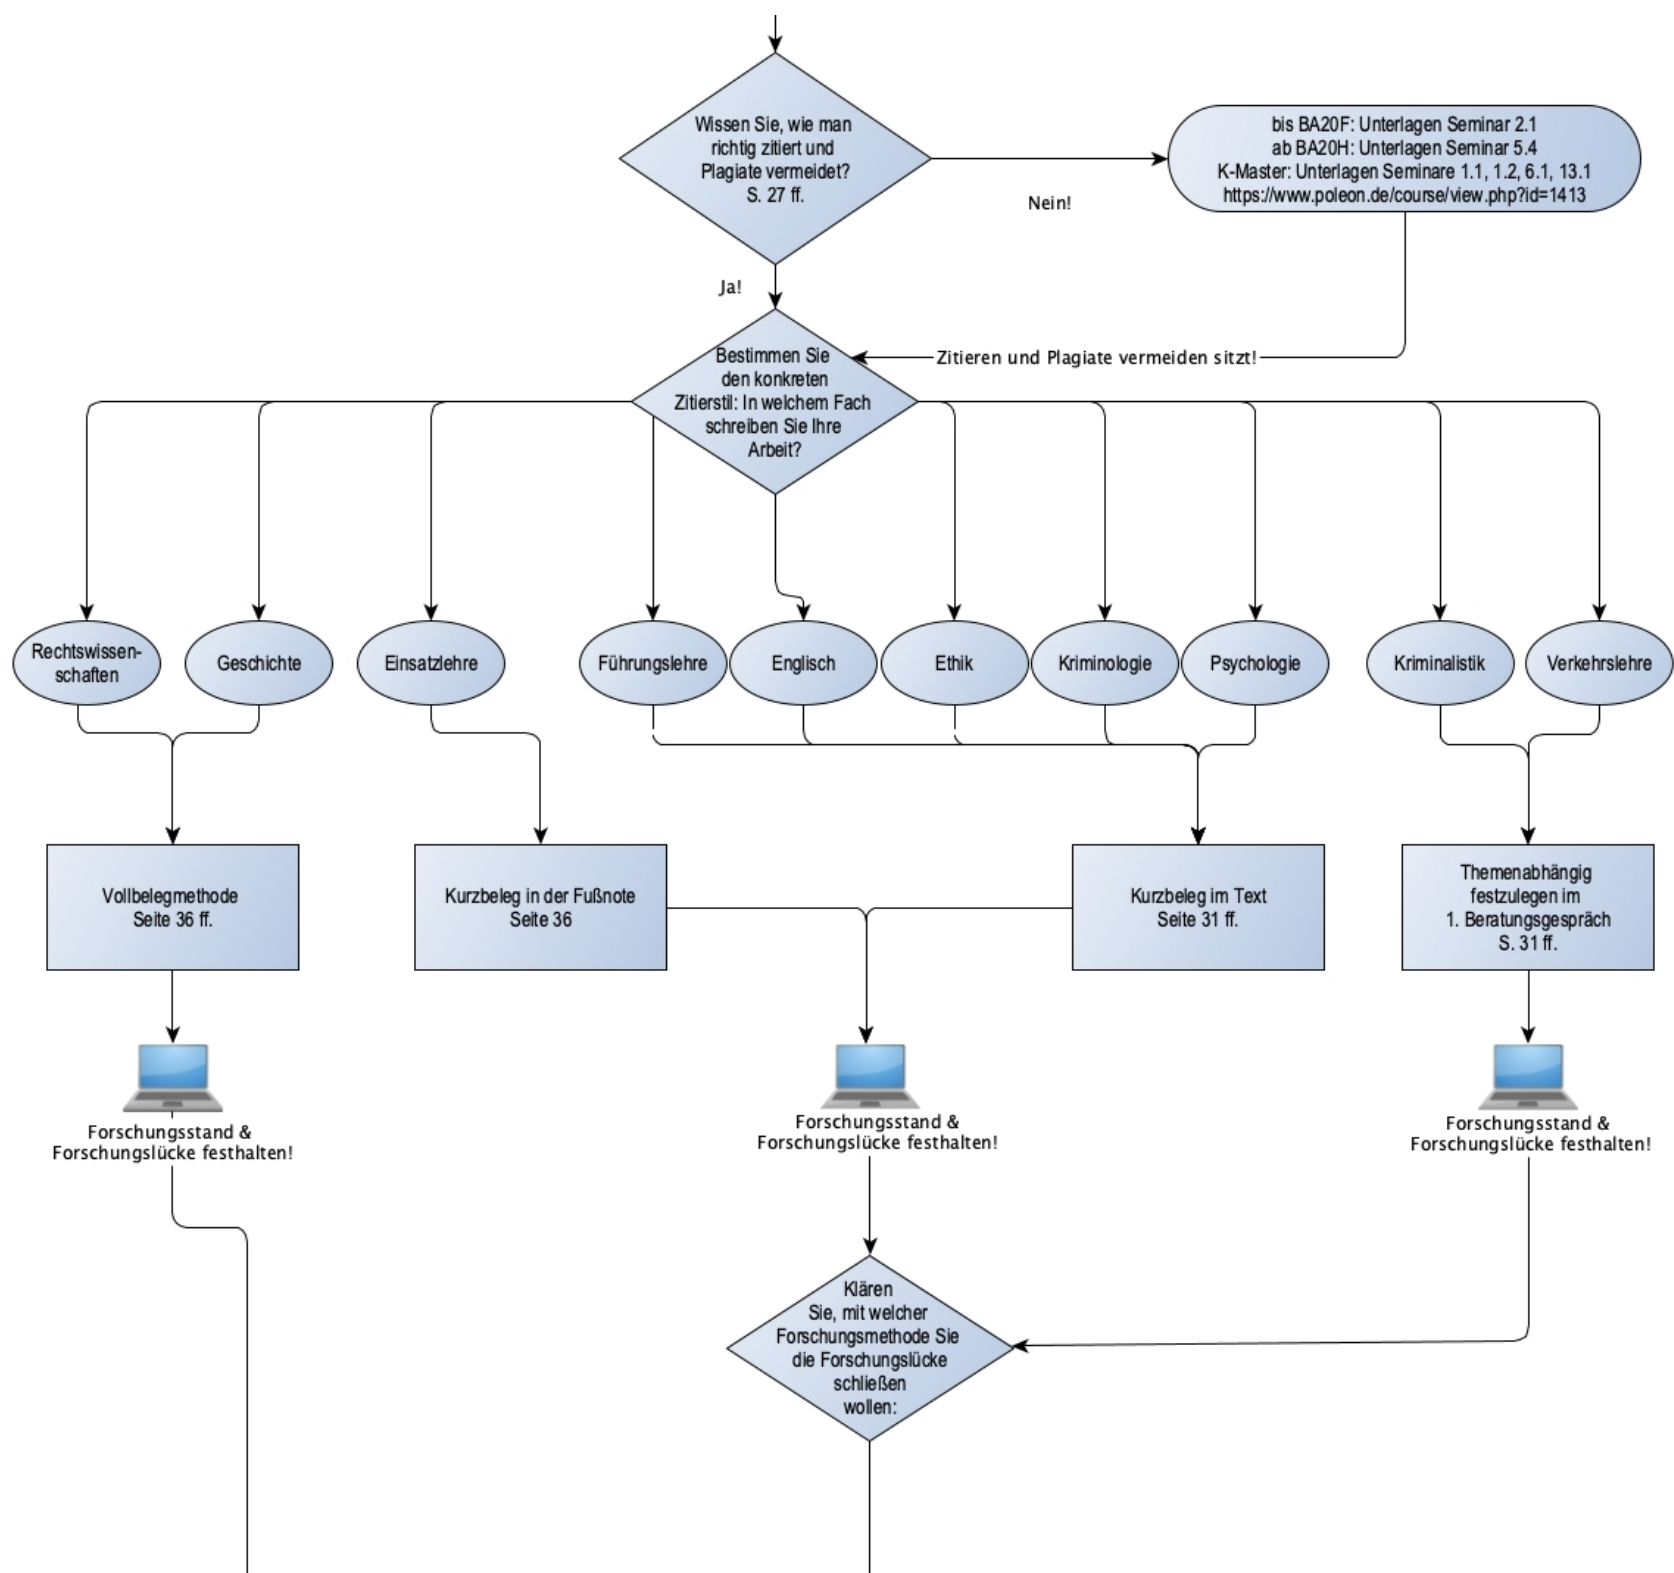 Wissen Sie, wie man
richtig zitiert und
Plagiate vermeidet?
S. 27 ff.
bis BA20F: Unterlagen Seminar 2.1
ab BA20H: Unterlagen Seminar 5.4
K-Master: Unterlagen Seminare 1.1, 1.2, 6.1, 13.1
https://www.poleon.de/course/view.php?id=1413
Nein!
Ja!
Zitieren und Plagiate vermeiden sitzt!
Bestimmen Sie
den konkreten
Zitierstil: In welchem Fach
schreiben Sie Ihre
Arbeit?
Rechtswissen-
schaften
Geschichte
Einsatzlehre
Führungslehre
Englisch
Ethik
Kriminologie
Psychologie
Kriminalistik
Verkehrslehre
Vollbelegmethode
Seite 36 ff.
Kurzbeleg in der Fußnote
Seite 36
Kurzbeleg im Text
Seite 31 ff.
Themenabhängig
festzulegen im
1. Beratungsgespräch
S. 31 ff.
Forschungsstand &
Forschungslücke festhalten!
Forschungsstand &
Forschungslücke festhalten!
Forschungsstand &
Forschungslücke festhalten!
Klären
Sie, mit welcher
Forschungsmethode Sie
die Forschungslücke
schließen
wollen: